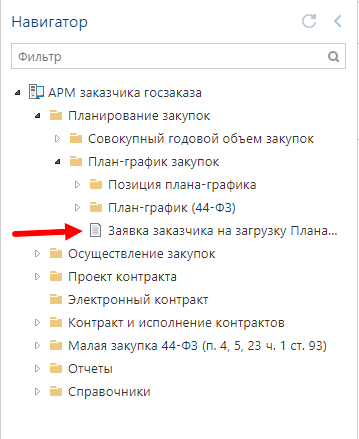 Навигатор
Фильтр
АРМ заказчика госзаказа
Планирование закупок
Совокупный годовой объем закупок
План-график закупок
Позиция плана-графика
План-график (44-ФЗ)
Заявка заказчика на загрузку Плана...
Осуществление закупок
Проект контракта
Электронный контракт
Контракт и исполнение контрактов
Малая закупка 44-ФЗ (п. 4, 5, 23 ч. 1 ст. 93)
Отчеты
Справочники